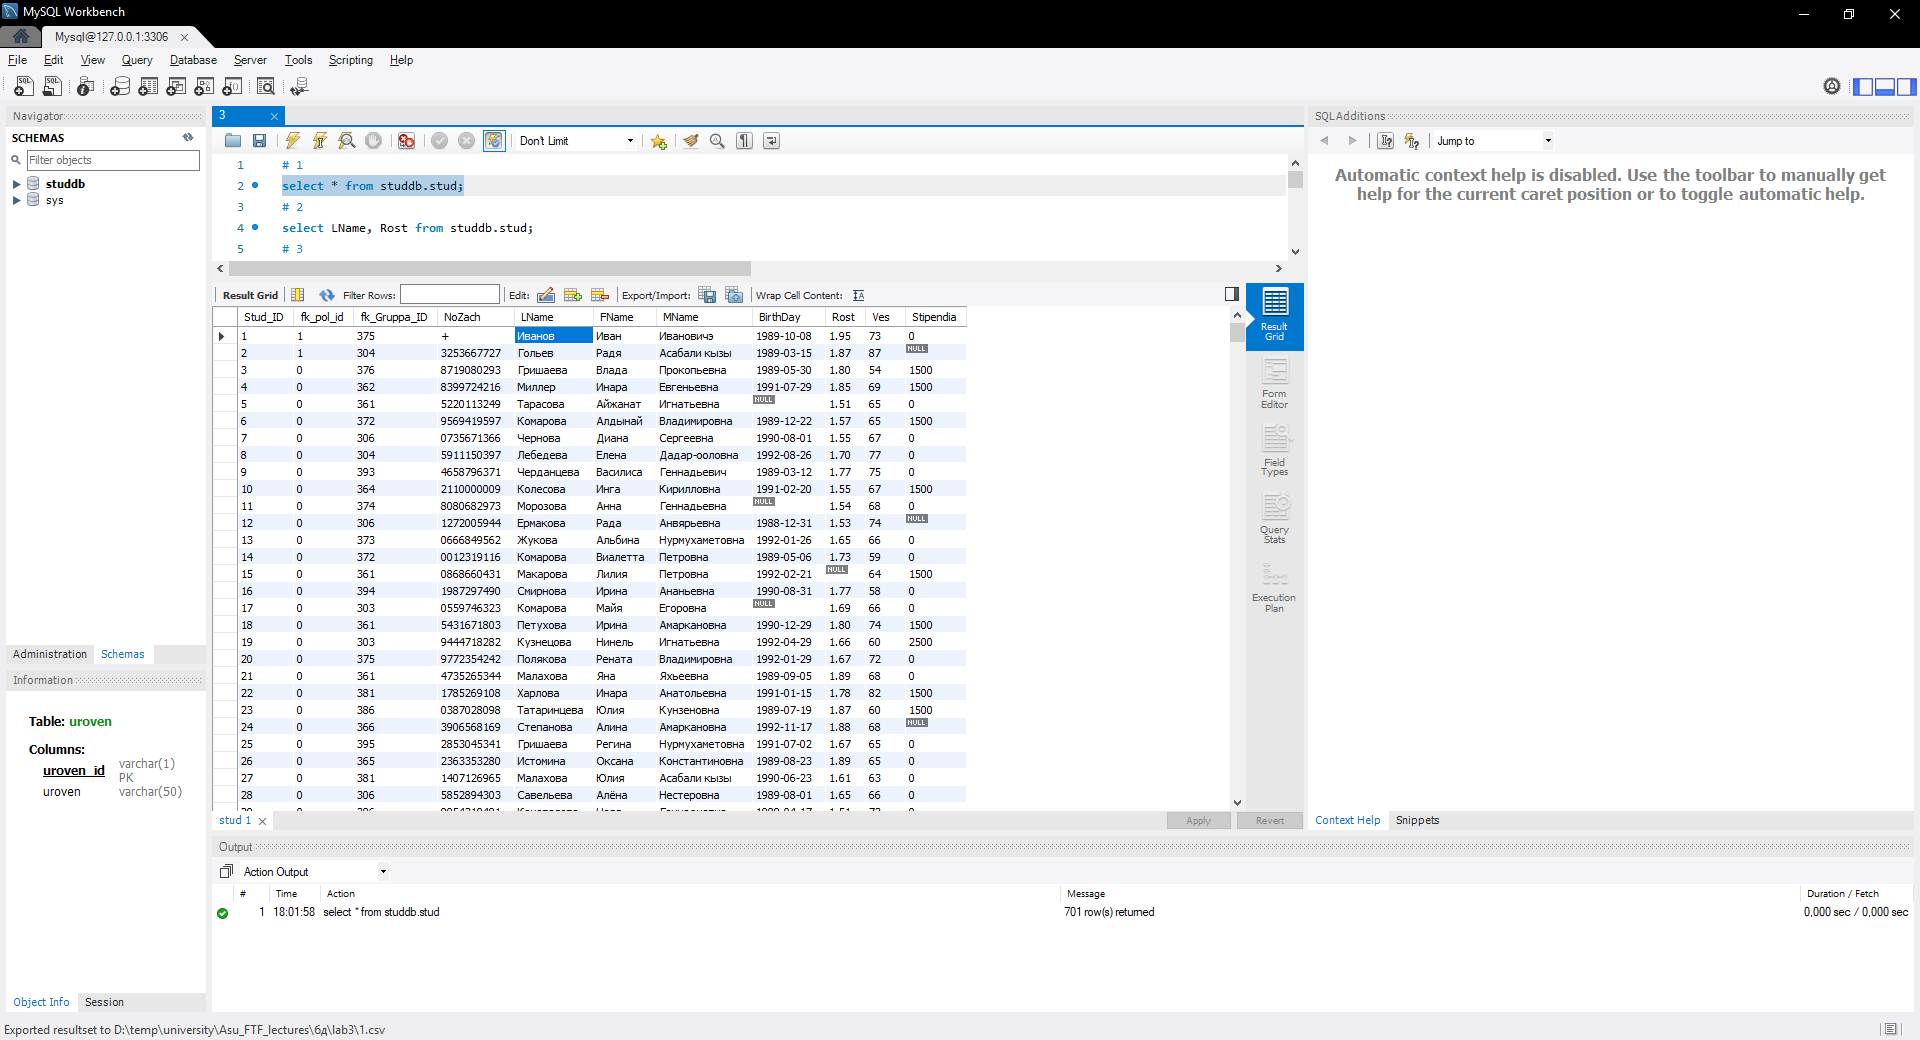 MySQL Workbench
Mysql@127.0.0.1:3306
File Edit View Query Database Server Tools Scripting Help
Navigator
SCHEMAS
Filter objects
studdb
sys
Administration Schemas
Information
Table: uroven
Columns:
uroven_id varchar(1) PK
uroven varchar(50)
Object Info Session
3
Don't Limit
1 # 1
2 select * from studdb.stud;
3 # 2
4 select LName, Rost from studdb.stud;
5 # 3
Result Grid Filter Rows: Edit: Export/Import: Wrap Cell Content:
Stud_ID fk_pol_id fk_Gruppa_ID NoZach LName FName MName BirthDay Rost Ves Stipendia
1 1 375 + Иванов Иван Ивановичэ 1989-10-08 1.95 73 0
2 1 304 3253667727 Гольев Радя Асабали кызы 1989-03-15 1.87 87 NULL
3 0 376 8719080293 Гришаева Влада Прокопьевна 1989-05-30 1.80 54 1500
4 0 362 8399724216 Миллер Инара Евгеньевна 1991-07-29 1.85 69 1500
5 0 361 5220113249 Тарасова Айжанат Игнатьевна NULL 1.51 65 0
6 0 372 9569419597 Комарова Алдынай Владимировна 1989-12-22 1.57 65 1500
7 0 306 0735671366 Чернова Диана Сергеевна 1990-08-01 1.55 67 0
8 0 304 5911150397 Лебедева Елена Дадар-ооловна 1992-08-26 1.70 77 0
9 0 393 4658796371 Черданцева Василиса Геннадьевич 1989-03-12 1.77 75 0
10 0 364 2110000009 Колесова Инга Кирилловна 1991-02-20 1.55 67 1500
11 0 374 8080682973 Морозова Анна Геннадьевна NULL 1.54 68 0
12 0 306 1272005944 Ермакова Рада Анвярьевна 1988-12-31 1.53 74 NULL
13 0 373 0666849562 Жукова Альбина Нурмухаметовна 1992-01-26 1.65 66 0
14 0 372 0012319116 Комарова Виалетта Петровна 1989-05-06 1.73 59 0
15 0 361 0868660431 Макарова Лилия Петровна 1992-02-21 NULL 64 1500
16 0 394 1987297490 Смирнова Ирина Ананьевна 1990-08-31 1.77 58 0
17 0 303 0559746323 Комарова Майя Егоровна NULL 1.69 66 0
18 0 361 5431671803 Петухова Ирина Амаркановна 1990-12-29 1.80 74 1500
19 0 303 9444718282 Кузнецова Нинель Игнатьевна 1992-04-29 1.66 60 2500
20 0 375 9772354242 Полякова Рената Владимировна 1992-01-29 1.67 72 0
21 0 361 4735265344 Малахова Яна Яхьеевна 1989-09-05 1.89 68 0
22 0 381 1785269108 Харлова Инара Анатольевна 1991-01-15 1.78 82 1500
23 0 386 0387028098 Татаринцева Юлия Кунзеновна 1989-07-19 1.87 60 1500
24 0 366 3906568169 Степанова Алина Амаркановна 1992-11-17 1.88 68 NULL
25 0 395 2853045341 Гришаева Регина Нурмухаметовна 1991-07-02 1.67 65 0
26 0 365 2363353280 Истомина Оксана Константиновна 1989-08-23 1.89 65 0
27 0 381 1407126965 Малахова Юлия Асабали кызы 1990-06-23 1.61 63 0
28 0 306 5852894303 Савельева Алёна Нестеровна 1989-08-01 1.65 66 0
Result Grid
Form Editor
Field Types
Query Stats
Execution Plan
stud 1
Apply Revert
SQLAdditions
Jump to
Automatic context help is disabled. Use the toolbar to manually get
help for the current caret position or to toggle automatic help.
Context Help Snippets
Output
Action Output
# Time Action Message Duration / Fetch
1 18:01:58 select * from studdb.stud 701 row(s) returned 0,000 sec / 0,000 sec
Exported resultset to D:\temp\university\Asu_FTF_lectures\бд\lab3\1.csv